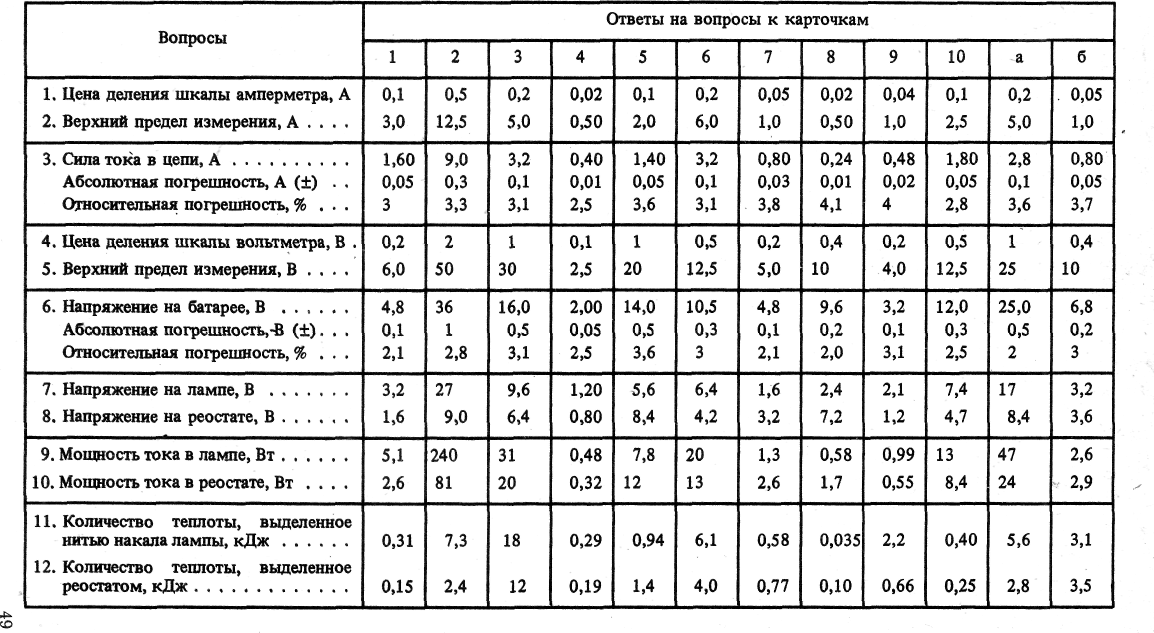 Вопросы
Ответы на вопросы к карточкам
1 2 3 4 5 6 7 8 9 10 а б
1. Цена деления шкалы амперметра, А 0,1 0,5 0,2 0,02 0,1 0,2 0,05 0,02 0,04 0,1 0,2 0,05
2. Верхний предел измерения, А . . . . 3,0 12,5 5,0 0,50 2,0 6,0 1,0 0,50 1,0 2,5 5,0 1,0
3. Сила тока в цепи, А . . . . . . . . . . 1,60 9,0 3,2 0,40 1,40 3,2 0,80 0,24 0,48 1,80 2,8 0,80
Абсолютная погрешность, А (±) . . 0,05 0,3 0,1 0,01 0,05 0,1 0,03 0,01 0,02 0,05 0,1 0,05
Относительная погрешность, % . . . 3 3,3 3,1 2,5 3,6 3,1 3,8 4,1 4 2,8 3,6 3,7
4. Цена деления шкалы вольтметра, В . 0,2 2 1 0,1 1 0,5 0,2 0,4 0,2 0,5 1 0,4
5. Верхний предел измерения, В . . . . 6,0 50 30 2,5 20 12,5 5,0 10 4,0 12,5 25 10
6. Напряжение на батарее, В . . . . . . 4,8 36 16,0 2,00 14,0 10,5 4,8 9,6 3,2 12,0 25,0 6,8
Абсолютная погрешность, В (±) . . . 0,1 1 0,5 0,05 0,5 0,3 0,1 0,2 0,1 0,3 0,5 0,2
Относительная погрешность, % . . . 2,1 2,8 3,1 2,5 3,6 3 2,1 2,0 3,1 2,5 2 3
7. Напряжение на лампе, В . . . . . . . 3,2 27 9,6 1,20 5,6 6,4 1,6 2,4 2,1 7,4 17 3,2
8. Напряжение на реостате, В . . . . . . 1,6 9,0 6,4 0,80 8,4 4,2 3,2 7,2 1,2 4,7 8,4 3,6
9. Мощность тока в лампе, Вт . . . . . . 5,1 240 31 0,48 7,8 20 1,3 0,58 0,99 13 47 2,6
10. Мощность тока в реостате, Вт . . . . 2,6 81 20 0,32 12 13 2,6 1,7 0,55 8,4 24 2,9
11. Количество теплоты, выделенное
нитью накала лампы, кДж . . . . . . 0,31 7,3 18 0,29 0,94 6,1 0,58 0,035 2,2 0,40 5,6 3,1
12. Количество теплоты, выделенное
реостатом, кДж . . . . . . . . . . . . . 0,15 2,4 12 0,19 1,4 4,0 0,77 0,10 0,66 0,25 2,8 3,5
49